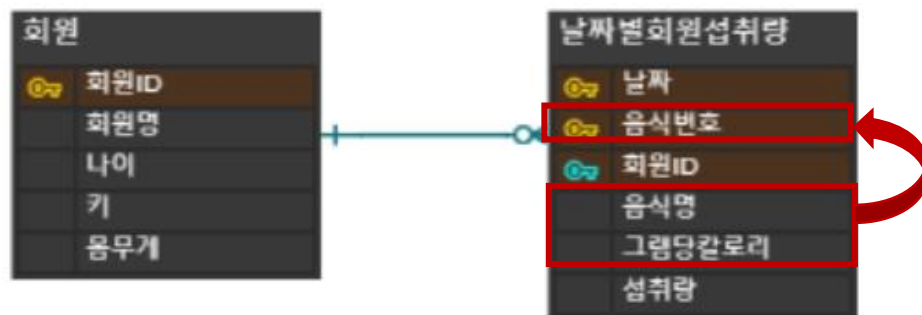 회원
회원ID
회원명
나이
키
몸무게
날짜별회원섭취량
날짜
음식번호
회원ID
음식명
그램당칼로리
섭취량